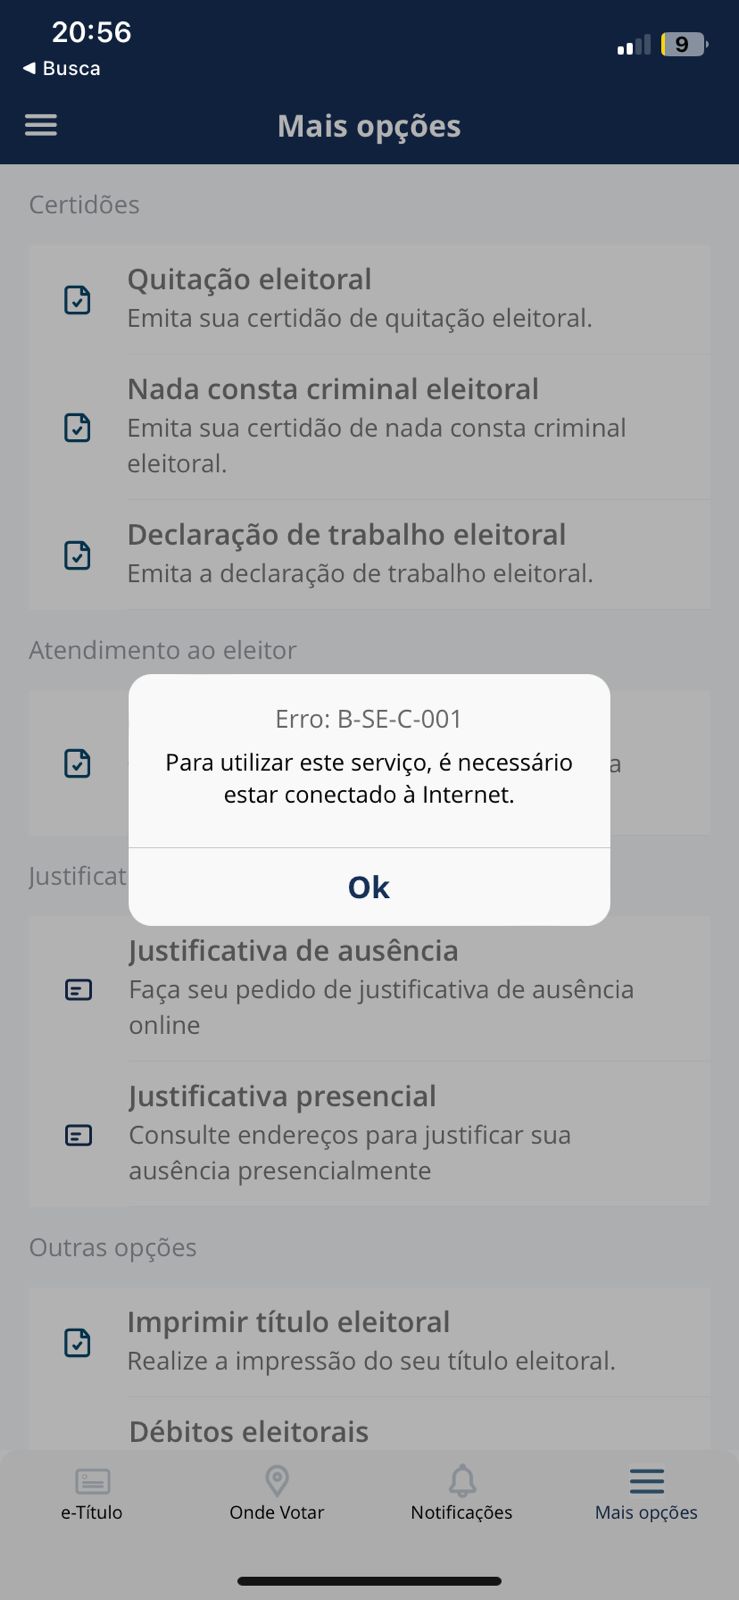 20:56
9
◀ Busca
Mais opções
Certidões
Quitação eleitoral
Emita sua certidão de quitação eleitoral.
Nada consta criminal eleitoral
Emita sua certidão de nada consta criminal
eleitoral.
Declaração de trabalho eleitoral
Emita a declaração de trabalho eleitoral.
Atendimento ao eleitor
a
Erro: B-SE-C-001
Para utilizar este serviço, é necessário
estar conectado à Internet.
Ok
Justificat
Justificativa de ausência
Faça seu pedido de justificativa de ausência
online
Justificativa presencial
Consulte endereços para justificar sua
ausência presencialmente
Outras opções
Imprimir título eleitoral
Realize a impressão do seu título eleitoral.
Débitos eleitorais
e-Título
Onde Votar
Notificações
Mais opções